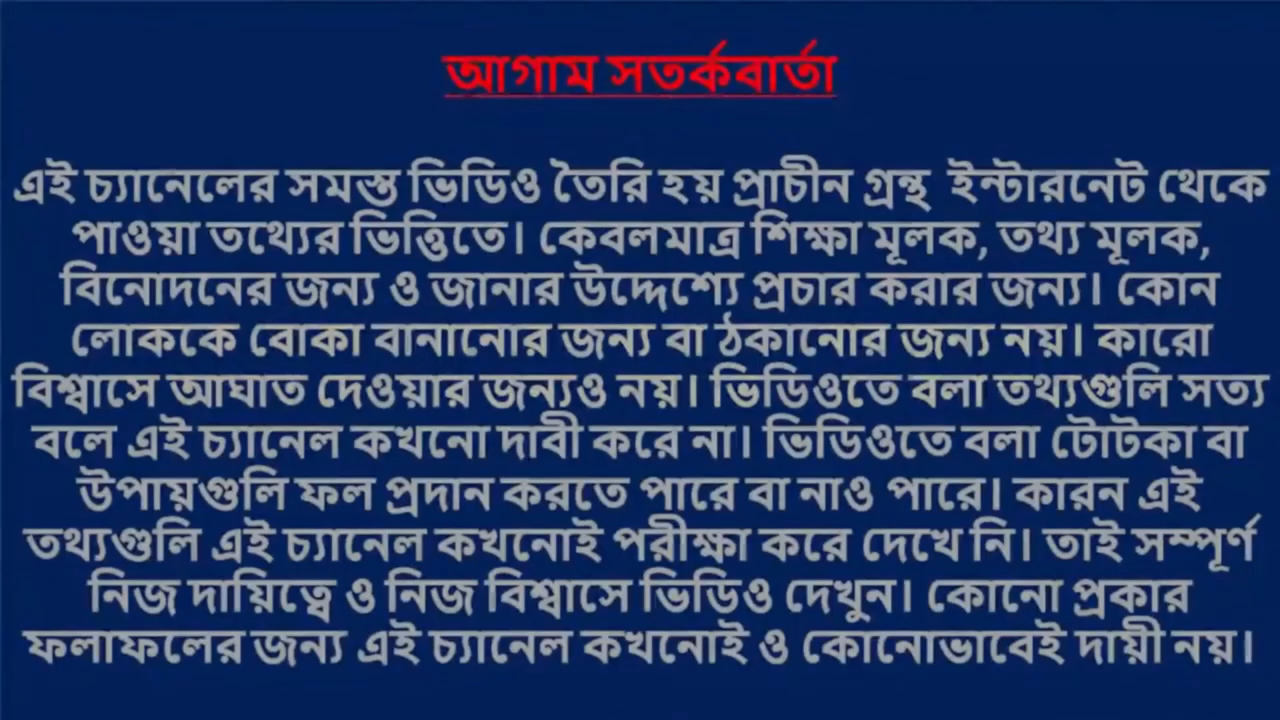 আগাম সতর্কবার্তা
এই চ্যানেলের সমস্ত ভিডিও তৈরি হয় প্রাচীন গ্রন্থ ইন্টারনেট থেকে
পাওয়া তথ্যের ভিত্তিতে। কেবলমাত্র শিক্ষা মূলক, তথ্য মূলক,
বিনোদনের জন্য ও জানার উদ্দেশ্যে প্রচার করার জন্য। কোন
লোককে বোকা বানানোর জন্য বা ঠকানোর জন্য নয়। কারো
বিশ্বাসে আঘাত দেওয়ার জন্যও নয়। ভিডিওতে বলা তথ্যগুলি সত্য
বলে এই চ্যানেল কখনো দাবী করে না। ভিডিওতে বলা টোটকা বা
উপায়গুলি ফল প্রদান করতে পারে বা নাও পারে। কারন এই
তথ্যগুলি এই চ্যানেল কখনোই পরীক্ষা করে দেখে নি। তাই সম্পূর্ণ
নিজ দায়িত্বে ও নিজ বিশ্বাসে ভিডিও দেখুন। কোনো প্রকার
ফলাফলের জন্য এই চ্যানেল কখনোই ও কোনোভাবেই দায়ী নয়।